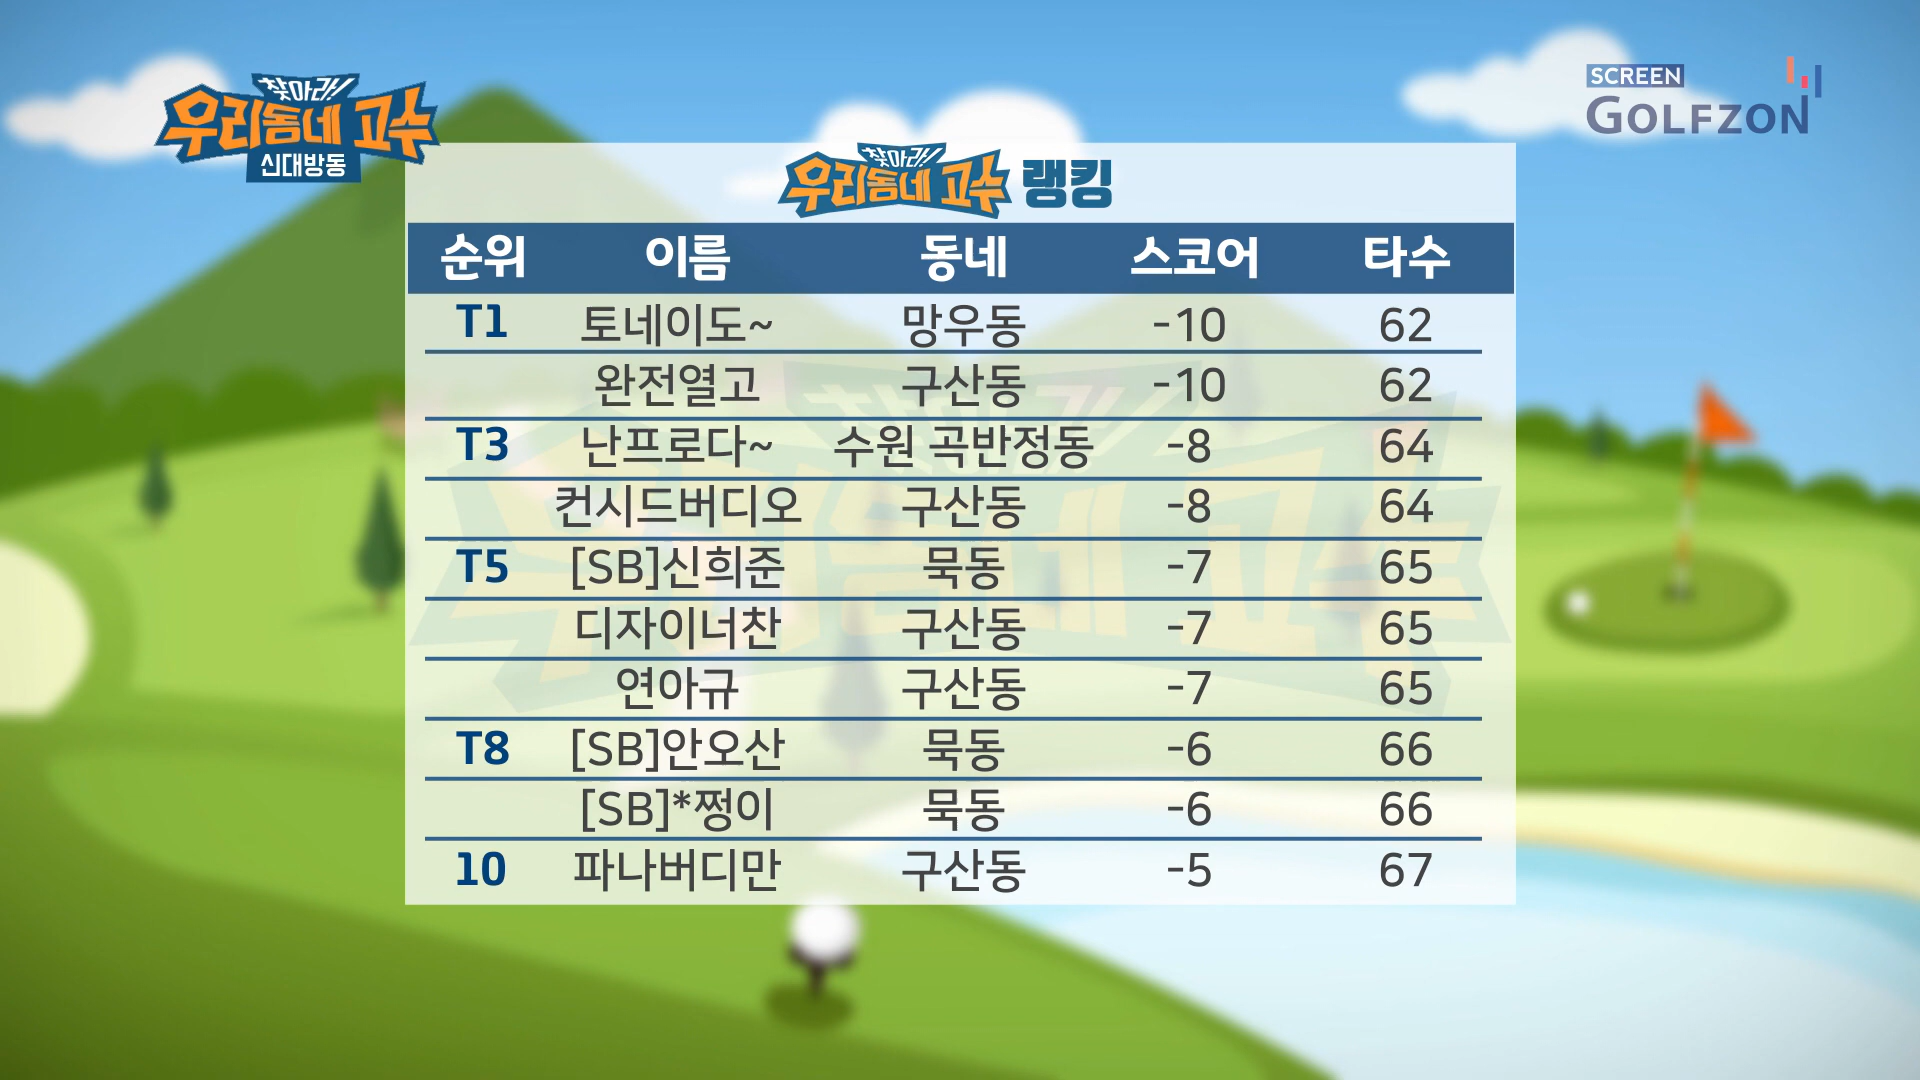 찾아라!
우리동네 고수
신대방동
SCREEN
GOLFZON
찾아라!
우리동네 고수 랭킹
순위 이름 동네 스코어 타수
T1 토네이도~ 망우동 -10 62
완전열고 구산동 -10 62
T3 난프로다~ 수원 곡반정동 -8 64
컨시드버디오 구산동 -8 64
T5 [SB]신희준 묵동 -7 65
디자이너찬 구산동 -7 65
연아규 구산동 -7 65
T8 [SB]안오산 묵동 -6 66
[SB]*쩡이 묵동 -6 66
10 파나버디만 구산동 -5 67